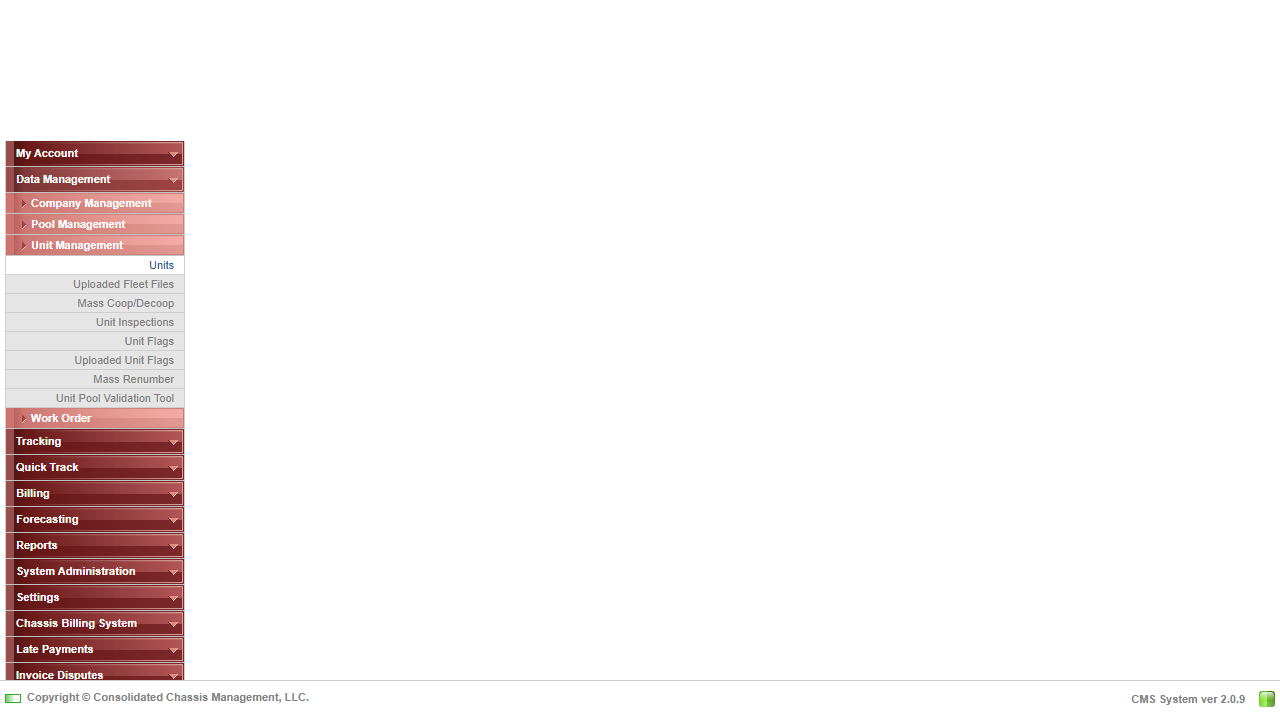 My Account
Data Management
Company Management
Pool Management
Unit Management
Units
Uploaded Fleet Files
Mass Coop/Decoop
Unit Inspections
Unit Flags
Uploaded Unit Flags
Mass Renumber
Unit Pool Validation Tool
Work Order
Tracking
Quick Track
Billing
Forecasting
Reports
System Administration
Settings
Chassis Billing System
Late Payments
Invoice Disputes
Copyright © Consolidated Chassis Management, LLC.
CMS System ver 2.0.9